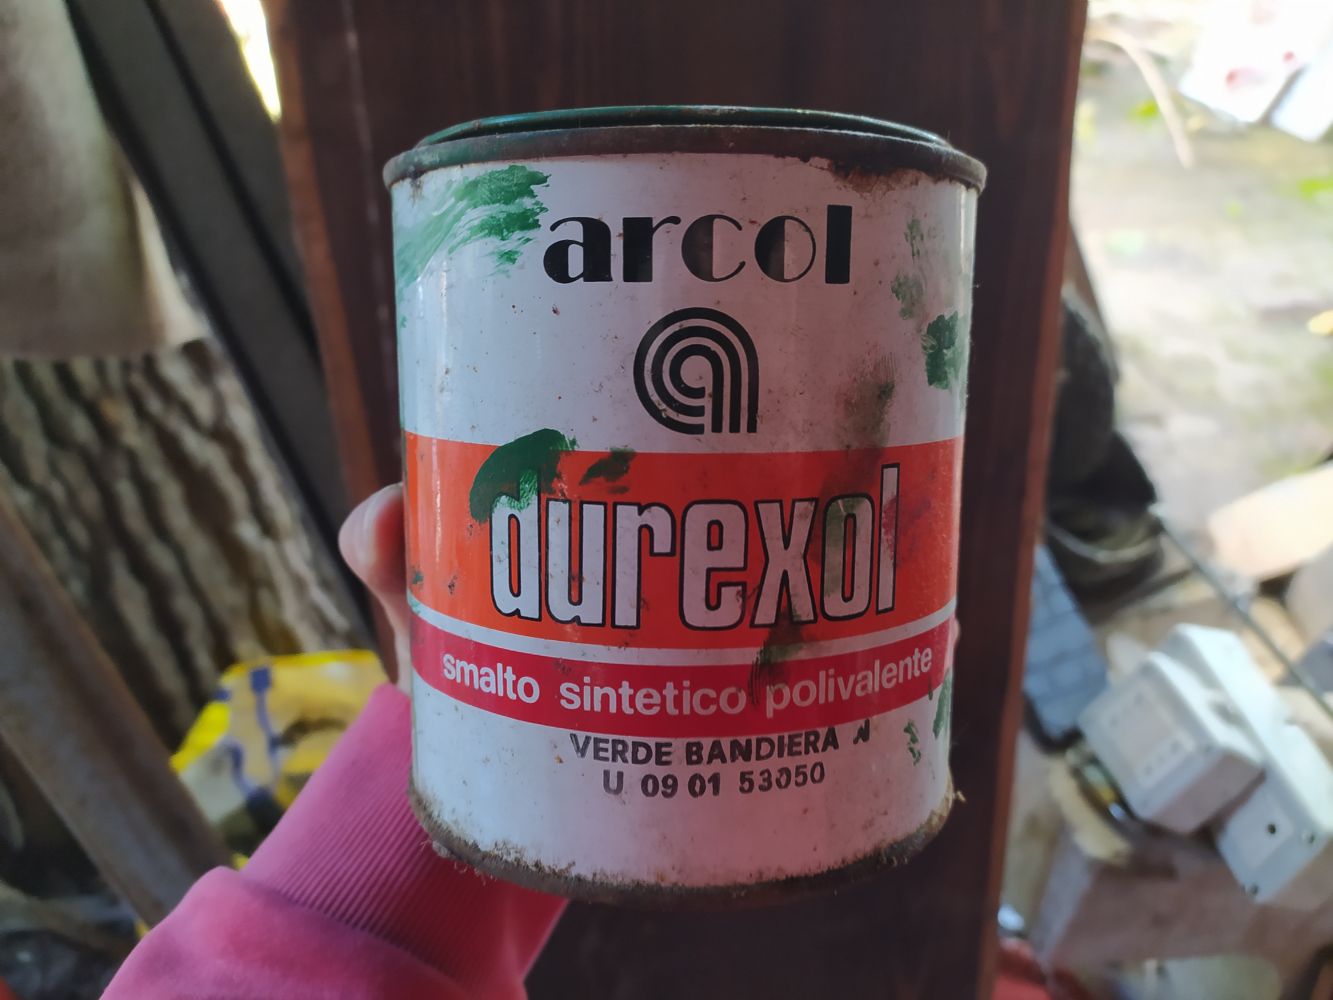 arcol
durexol
smalto sintetico polivalente
VERDE BANDIERA N
U 09 01 53050